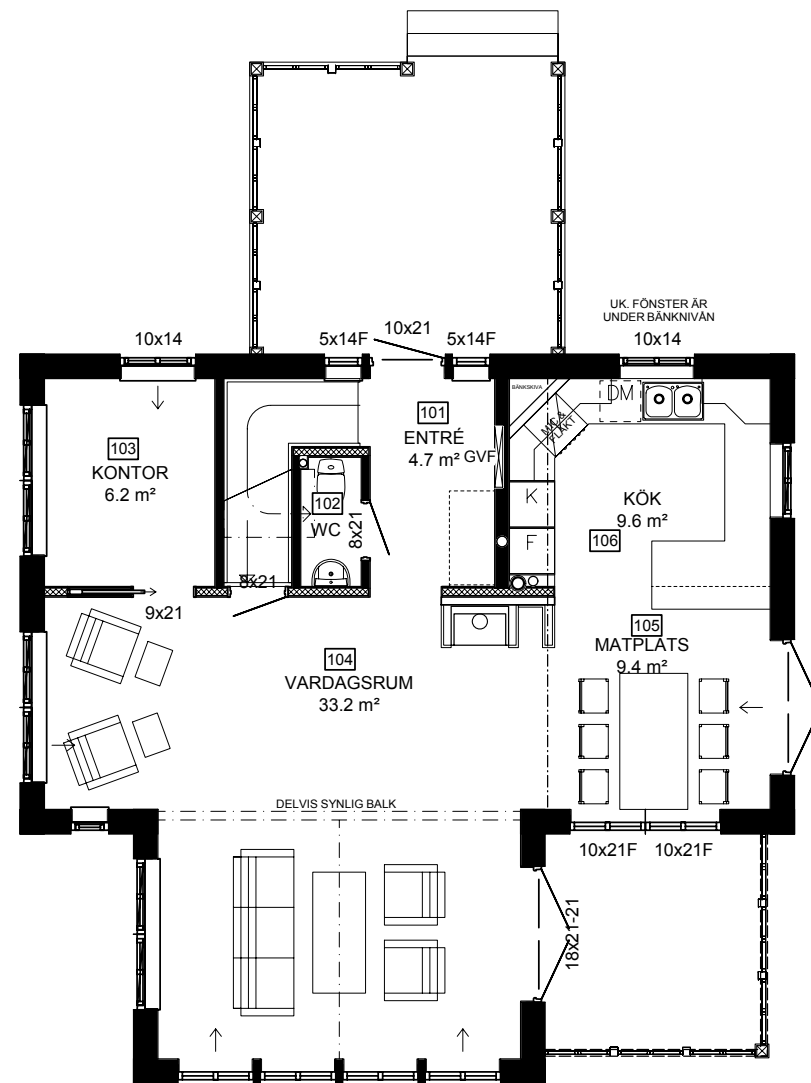 UK. FÖNSTER ÄR
UNDER BÄNKNIVÅN
10x14
5x14F
10x21
5x14F
10x14
BÄNKSKIVA
DM
MIC&
FLÄKT
103
KONTOR
6.2 m²
101
ENTRÉ
4.7 m²
GVF
102
WC
8x21
K
F
KÖK
9.6 m²
106
8x21
9x21
104
VARDAGSRUM
33.2 m²
105
MATPLATS
9.4 m²
DELVIS SYNLIG BALK
10x21F
10x21F
18x21-21